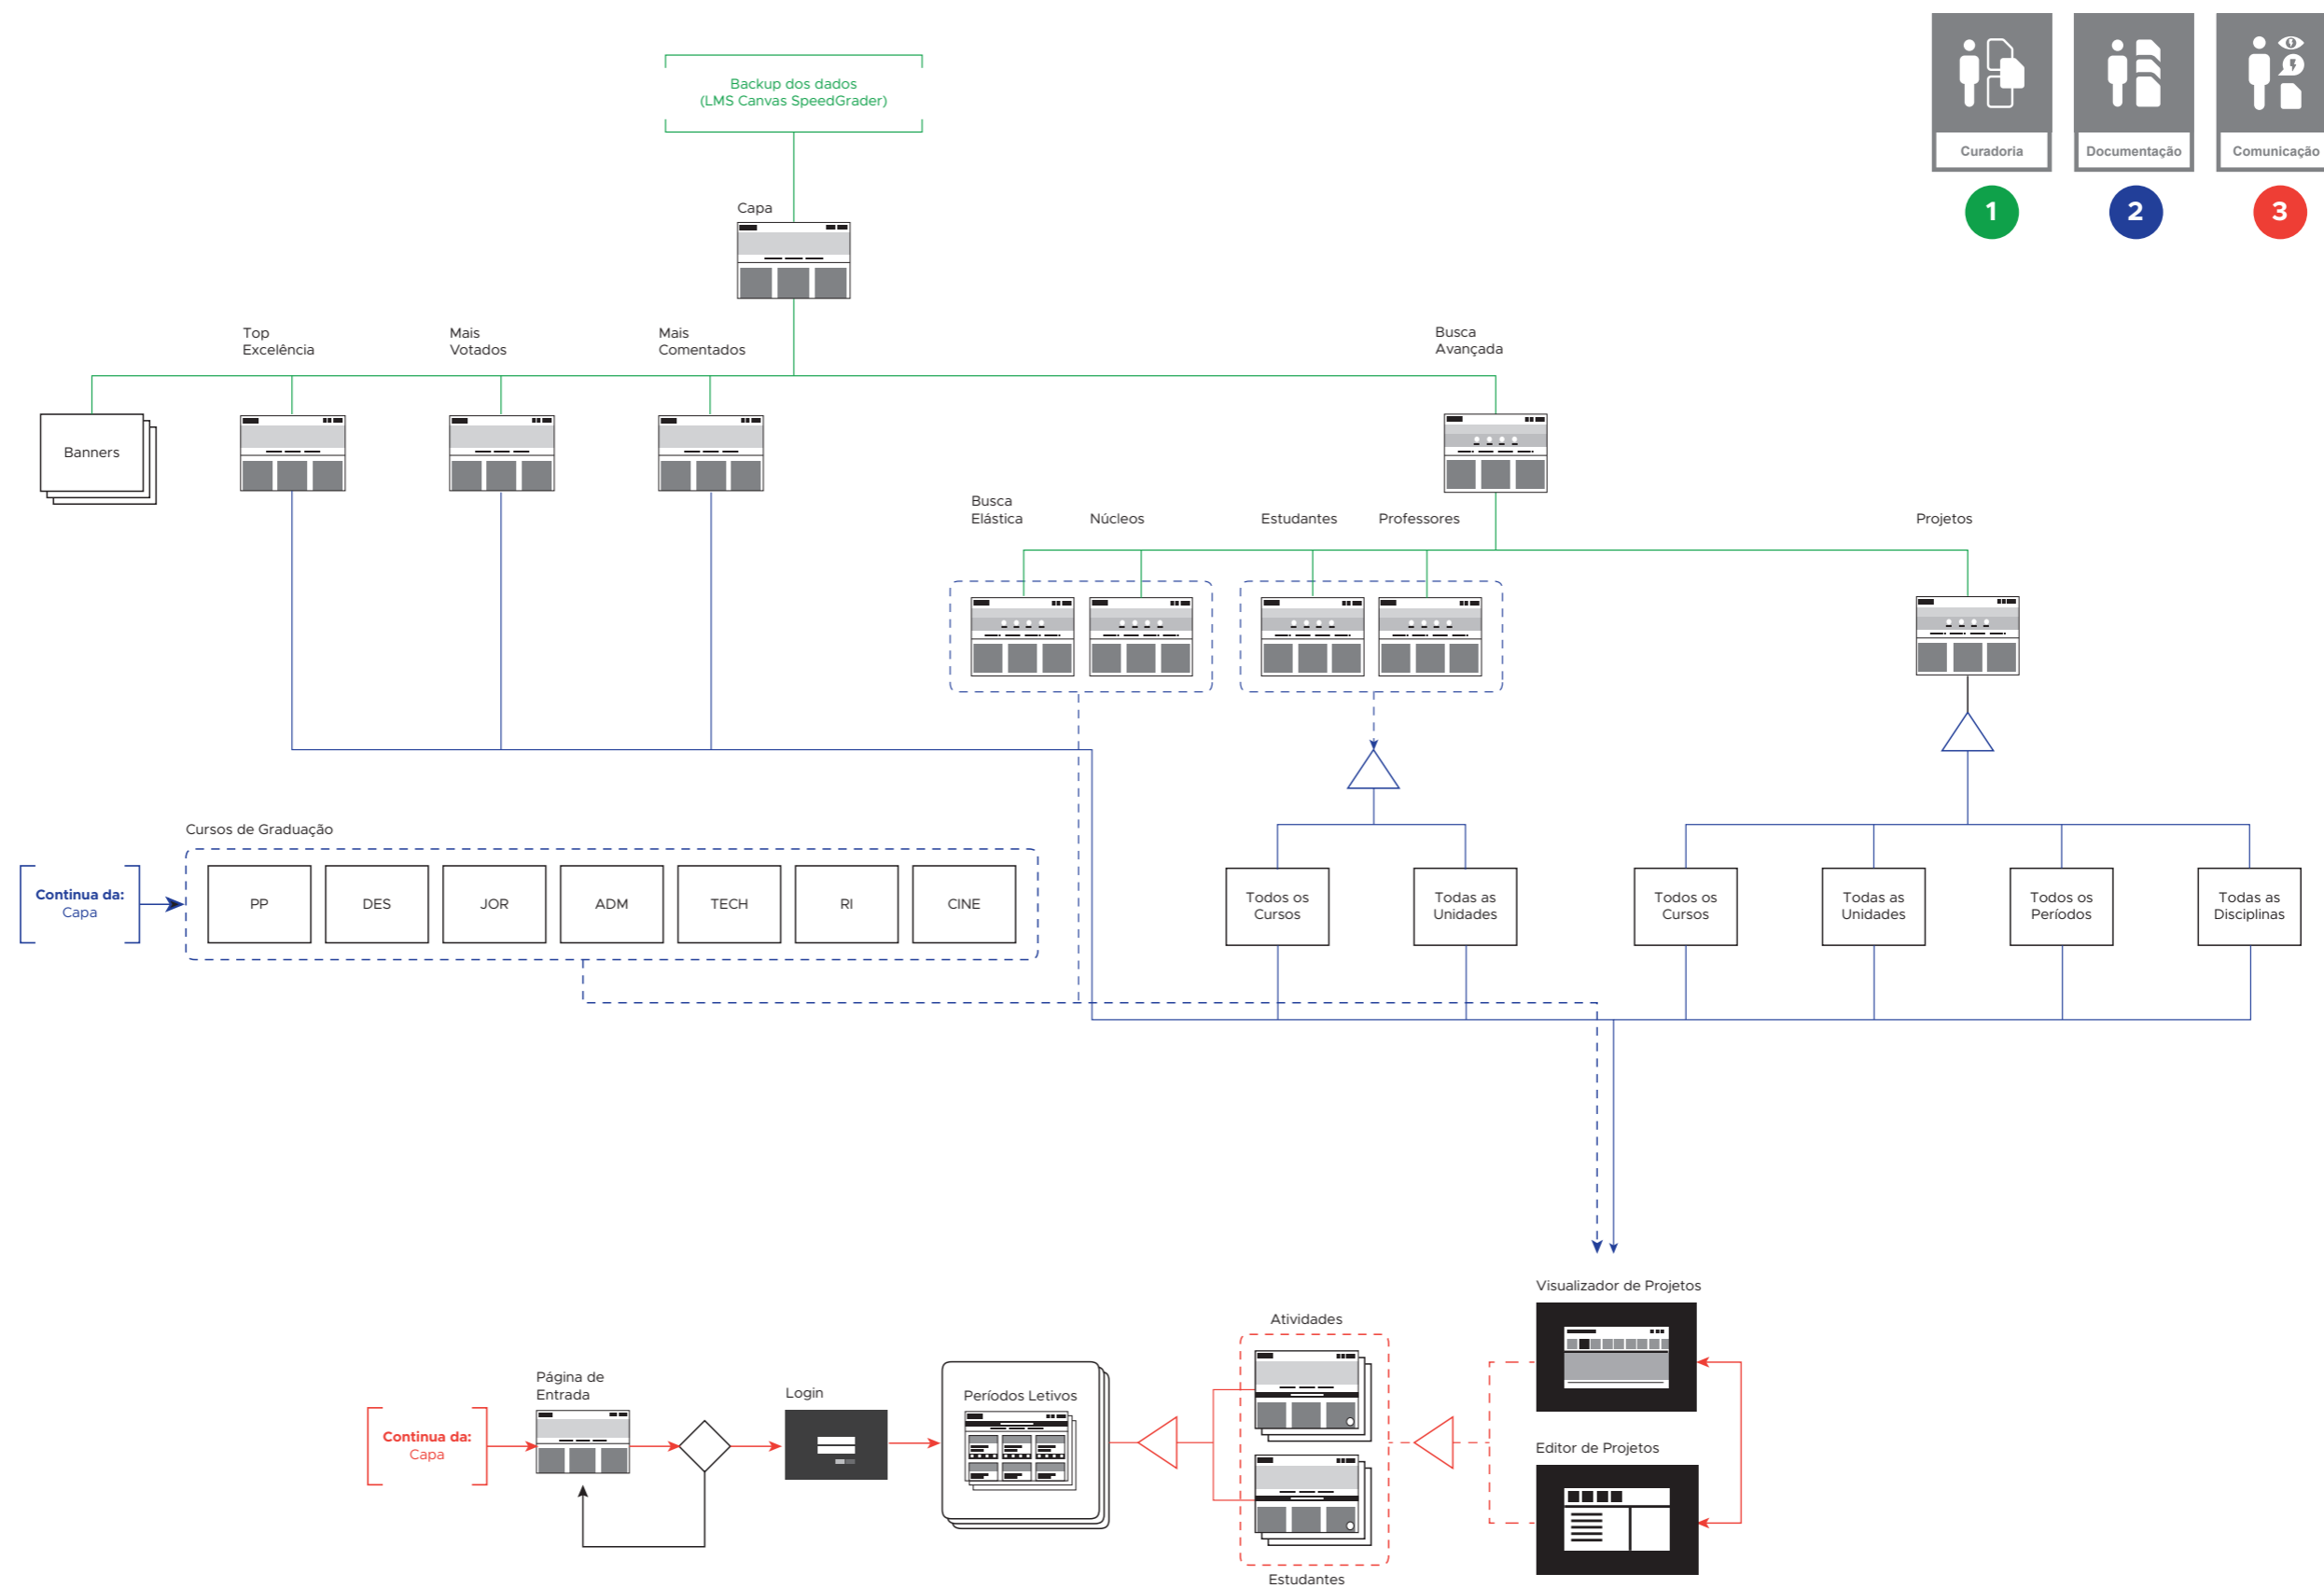 Curadoria
Documentação
Comunicação
1
2
3
Backup dos dados
(LMS Canvas SpeedGrader)
Capa
Top
Excelência
Mais
Votados
Mais
Comentados
Busca
Avançada
Banners
Busca
Elástica
Núcleos
Estudantes
Professores
Projetos
Cursos de Graduação
Continua da:
Capa
PP
DES
JOR
ADM
TECH
RI
CINE
Todos os
Cursos
Todas as
Unidades
Todos os
Cursos
Todas as
Unidades
Todos os
Períodos
Todas as
Disciplinas
Visualizador de Projetos
Atividades
Página de
Entrada
Login
Períodos Letivos
Continua da:
Capa
Editor de Projetos
Estudantes